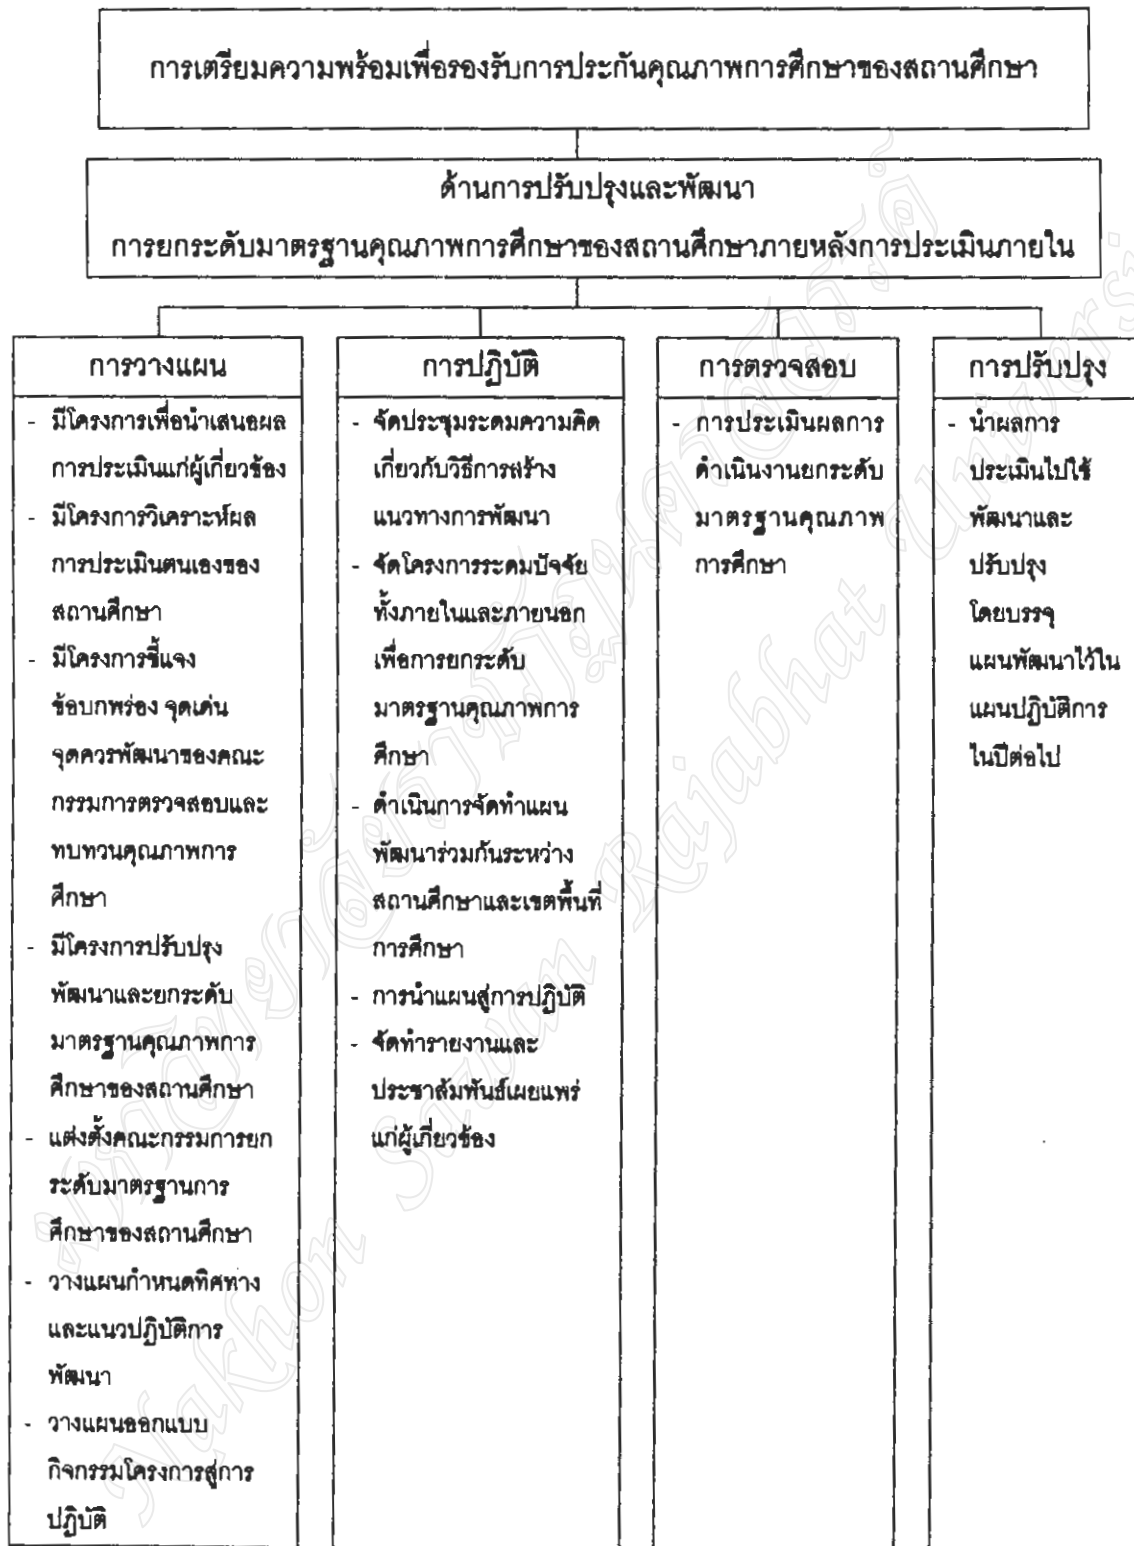 การเตรียมความพร้อมเพื่อรองรับการประกันคุณภาพการศึกษาของสถานศึกษา
ด้านการปรับปรุงและพัฒนา
การยกระดับมาตรฐานคุณภาพการศึกษาของสถานศึกษาภายหลังการประเมินภายใน
การวางแผน
- มีโครงการเพื่อนำเสนอผล
การประเมินแก่ผู้เกี่ยวข้อง
- มีโครงการวิเคราะห์ผล
การประเมินตนเองของ
สถานศึกษา
- มีโครงการชี้แจง
ข้อบกพร่อง จุดเด่น
จุดควรพัฒนาของคณะ
กรรมการตรวจสอบและ
ทบทวนคุณภาพการ
ศึกษา
- มีโครงการปรับปรุง
พัฒนาและยกระดับ
มาตรฐานคุณภาพการ
ศึกษาของสถานศึกษา
- แต่งตั้งคณะกรรมการยก
ระดับมาตรฐานการ
ศึกษาของสถานศึกษา
- วางแผนกำหนดทิศทาง
และแนวปฏิบัติการ
พัฒนา
- วางแผนออกแบบ
กิจกรรมโครงการสู่การ
ปฏิบัติ
การปฏิบัติ
- จัดประชุมระดมความคิด
เกี่ยวกับวิธีการสร้าง
แนวทางการพัฒนา
- จัดโครงการระดมปัจจัย
ทั้งภายในและภายนอก
เพื่อการยกระดับ
มาตรฐานคุณภาพการ
ศึกษา
- ดำเนินการจัดทำแผน
พัฒนาร่วมกันระหว่าง
สถานศึกษาและเขตพื้นที่
การศึกษา
- การนำแผนสู่การปฏิบัติ
- จัดทำรายงานและ
ประชาสัมพันธ์เผยแพร่
แก่ผู้เกี่ยวข้อง
การตรวจสอบ
- การประเมินผลการ
ดำเนินงานยกระดับ
มาตรฐานคุณภาพ
การศึกษา
การปรับปรุง
- นำผลการ
ประเมินไปใช้
พัฒนาและ
ปรับปรุง
โดยบรรจุ
แผนพัฒนาไว้ใน
แผนปฏิบัติการ
ในปีต่อไป
มหาวิทยาลัยราชภัฏนครสวรรค์
Nakhon Sawan Rajabhat Universi